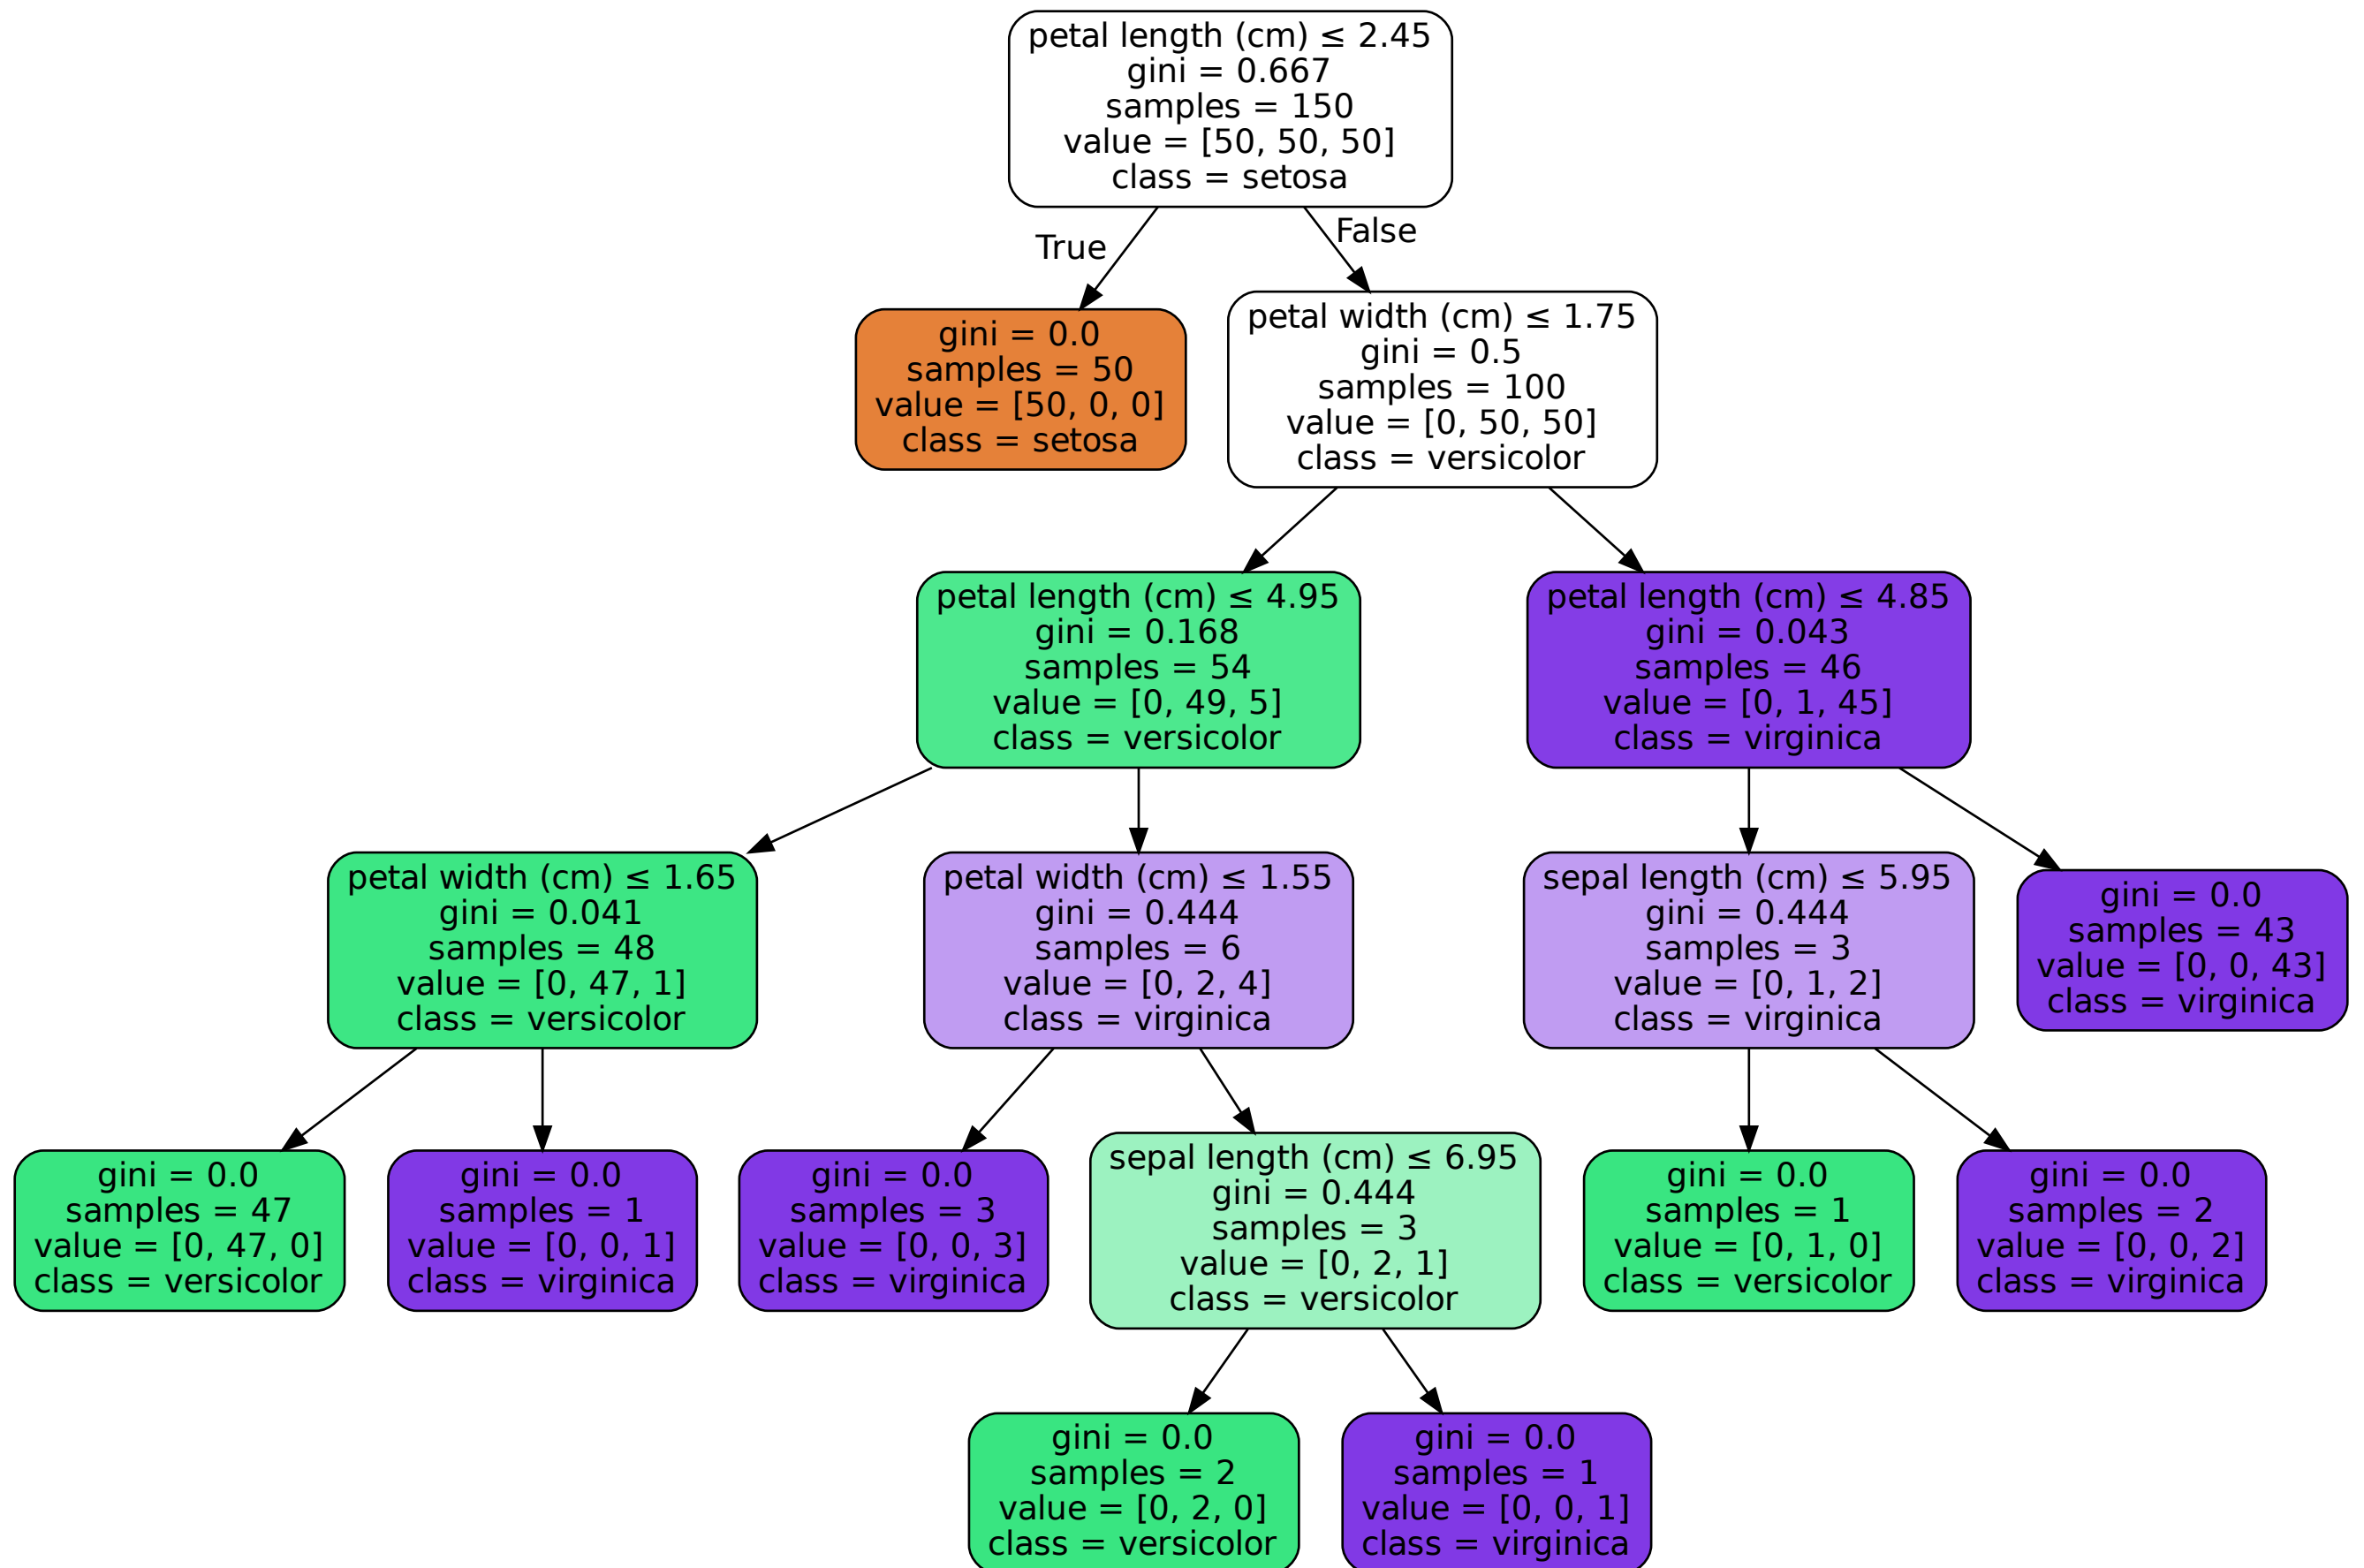 petal length (cm) ≤ 2.45
gini = 0.667
samples = 150
value = [50, 50, 50]
class = setosa
True
False
gini = 0.0
samples = 50
value = [50, 0, 0]
class = setosa
petal width (cm) ≤ 1.75
gini = 0.5
samples = 100
value = [0, 50, 50]
class = versicolor
petal length (cm) ≤ 4.95
gini = 0.168
samples = 54
value = [0, 49, 5]
class = versicolor
petal length (cm) ≤ 4.85
gini = 0.043
samples = 46
value = [0, 1, 45]
class = virginica
petal width (cm) ≤ 1.65
gini = 0.041
samples = 48
value = [0, 47, 1]
class = versicolor
petal width (cm) ≤ 1.55
gini = 0.444
samples = 6
value = [0, 2, 4]
class = virginica
sepal length (cm) ≤ 5.95
gini = 0.444
samples = 3
value = [0, 1, 2]
class = virginica
gini = 0.0
samples = 43
value = [0, 0, 43]
class = virginica
gini = 0.0
samples = 47
value = [0, 47, 0]
class = versicolor
gini = 0.0
samples = 1
value = [0, 0, 1]
class = virginica
gini = 0.0
samples = 3
value = [0, 0, 3]
class = virginica
sepal length (cm) ≤ 6.95
gini = 0.444
samples = 3
value = [0, 2, 1]
class = versicolor
gini = 0.0
samples = 1
value = [0, 1, 0]
class = versicolor
gini = 0.0
samples = 2
value = [0, 0, 2]
class = virginica
gini = 0.0
samples = 2
value = [0, 2, 0]
class = versicolor
gini = 0.0
samples = 1
value = [0, 0, 1]
class = virginica